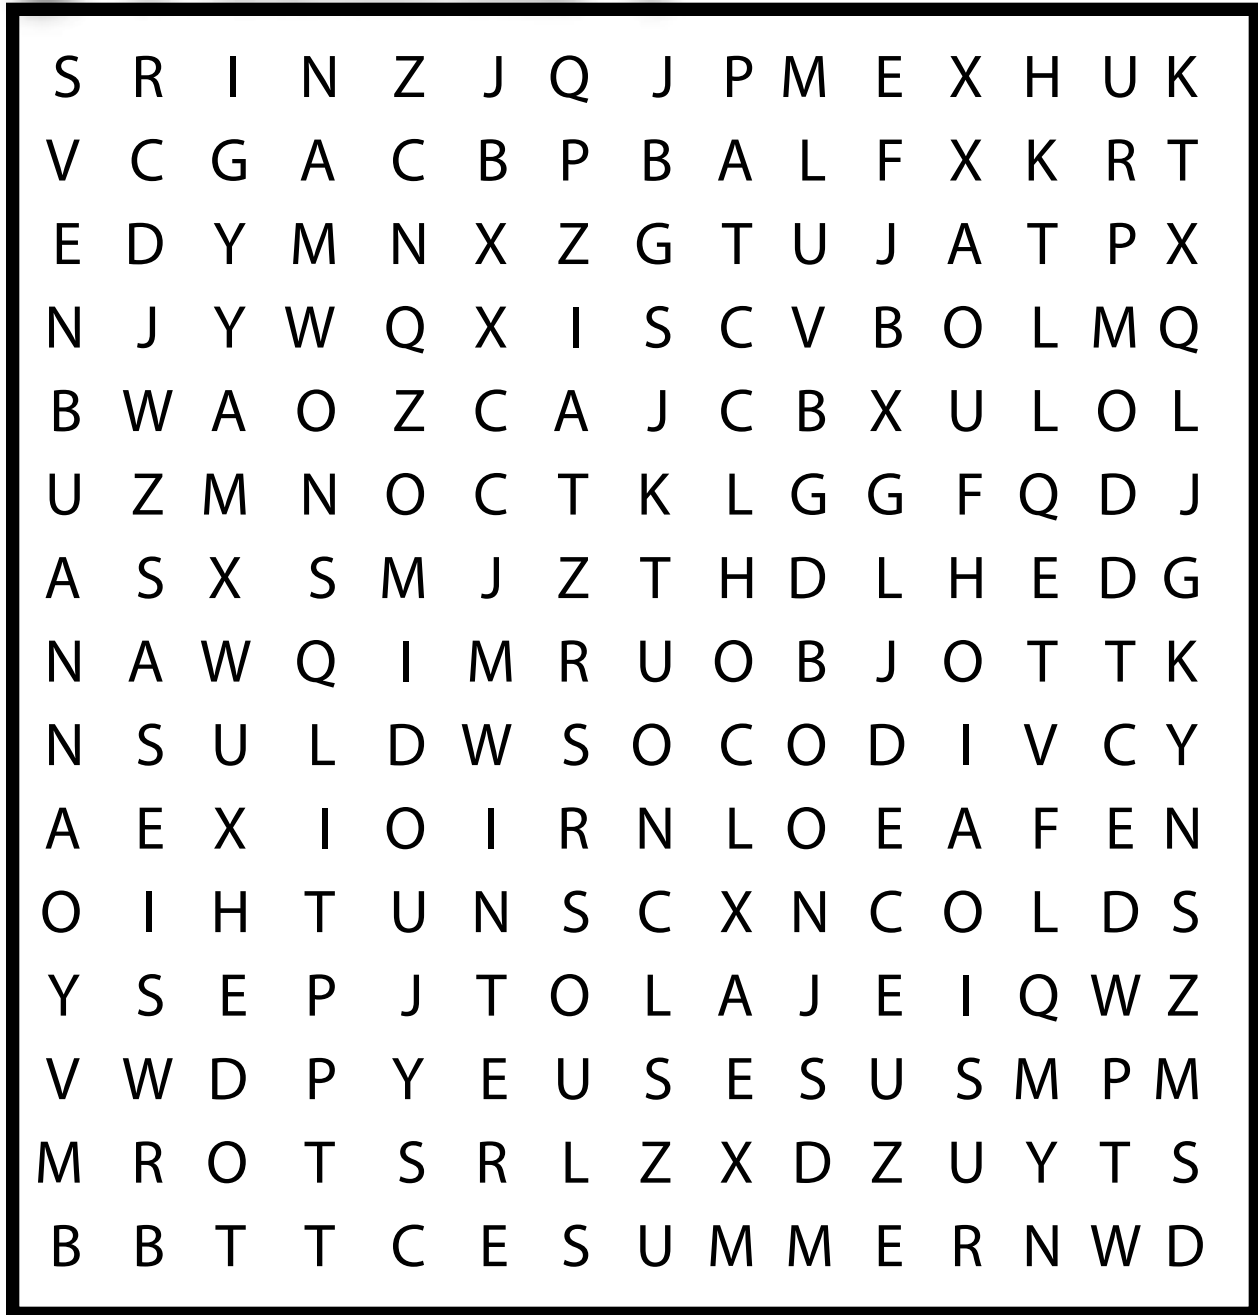 S R I N Z J Q J P M E X H U K
V C G A C B P B A L F X K R T
E D Y M N X Z G T U J A T P X
N J Y W Q X I S C V B O L M Q
B W A O Z C A J C B X U L O L
U Z M N O C T K L G G F Q D J
A S X S M J Z T H D L H E D G
N A W Q I M R U O B J O T T K
N S U L D W S O C O D I V C Y
A E X I O I R N L O E A F E N
O I H T U N S C X N C O L D S
Y S E P J T O L A J E I Q W Z
V W D P Y E U S E S U S M P M
M R O T S R L Z X D Z U Y T S
B B T T C E S U M M E R N W D